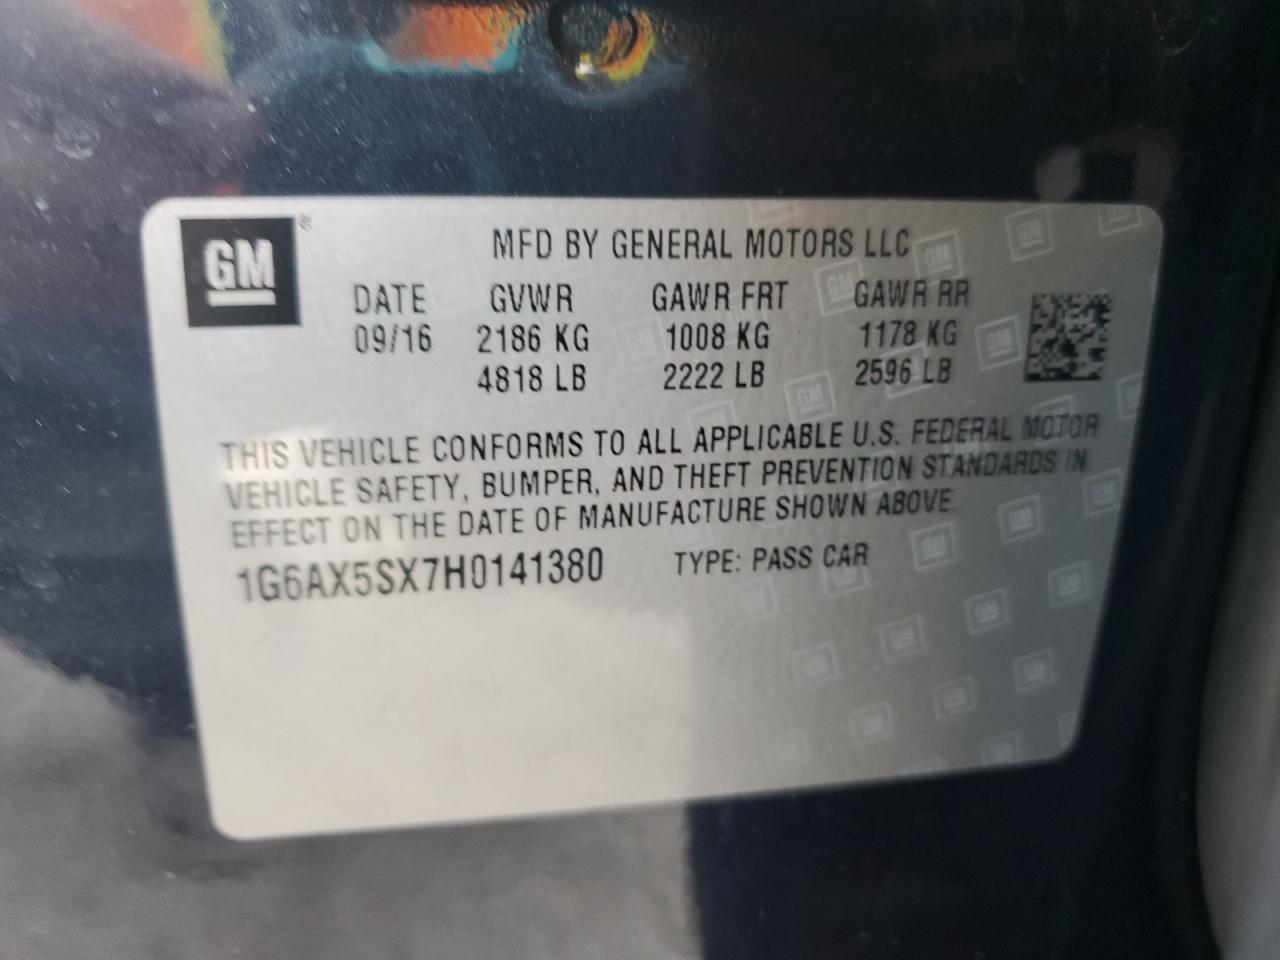 GM ®
MFD BY GENERAL MOTORS LLC
DATE GVWR GAWR FRT GAWR RR
09/16 2186 KG 1008 KG 1178 KG
4818 LB 2222 LB 2596 LB
THIS VEHICLE CONFORMS TO ALL APPLICABLE U.S. FEDERAL MOTOR
VEHICLE SAFETY, BUMPER, AND THEFT PREVENTION STANDARDS IN
EFFECT ON THE DATE OF MANUFACTURE SHOWN ABOVE.
1G6AX5SX7H0141380 TYPE: PASS CAR